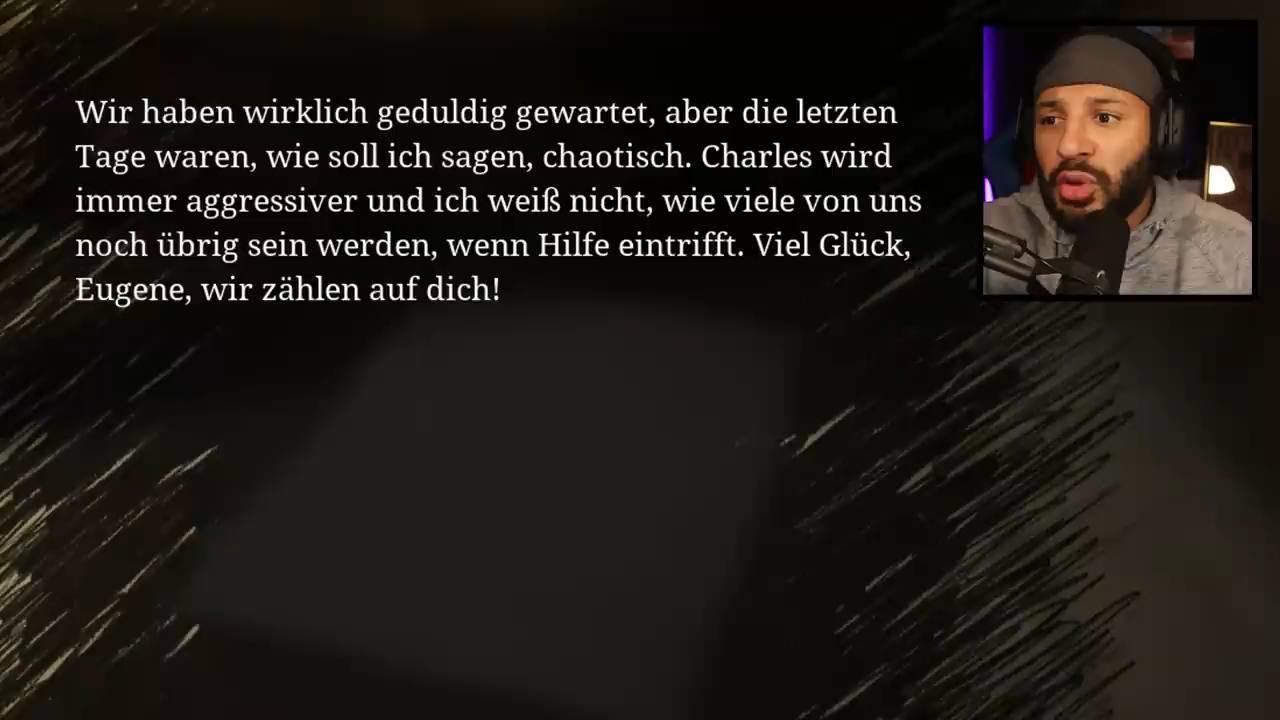 Wir haben wirklich geduldig gewartet, aber die letzten
Tage waren, wie soll ich sagen, chaotisch. Charles wird
immer aggressiver und ich weiß nicht, wie viele von uns
noch übrig sein werden, wenn Hilfe eintrifft. Viel Glück,
Eugene, wir zählen auf dich!